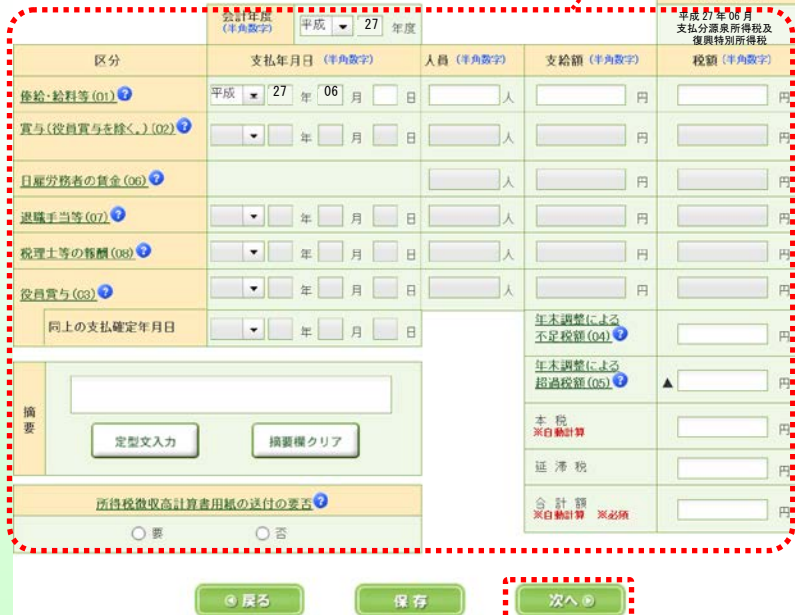 会計年度
(半角数字)
平成 27 年度
平成 27 年 06 月
支払分源泉所得税及
復興特別所得税
区分 支払年月日 (半角数字) 人員 (半角数字) 支給額 (半角数字) 税額 (半角数字)
俸給・給料等(01) 平成 27 年 06 月 日 人 円 円
賞与(役員賞与を除く。)(02) 年 月 日 人 円 円
日雇労務者の賃金(06) 人 円 円
退職手当等(07) 年 月 日 人 円 円
税理士等の報酬(08) 年 月 日 人 円 円
役員賞与(03) 年 月 日 人 円 円
同上の支払確定年月日 年 月 日
年末調整による
不足税額(04) 円
年末調整による
超過税額(05) ▲ 円
摘要
定型文入力 摘要欄クリア
本税
※自動計算 円
延滞税 円
所得税徴収高計算書用紙の送付の要否
合計額
※自動計算 ※必須 円
要 否
戻る 保存 次へ